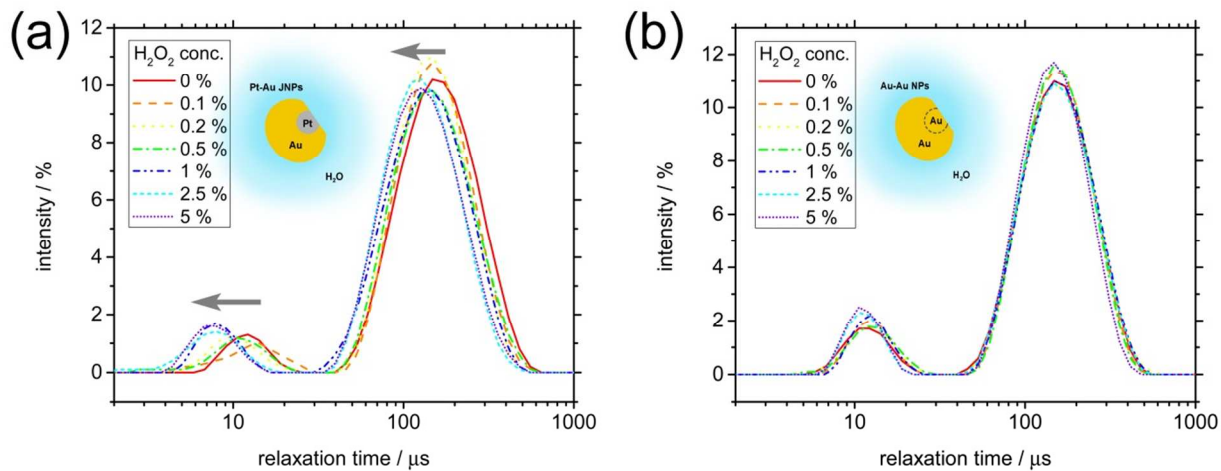 (a)
12
10
8
6
4
2
0
intensity / %
H₂O₂ conc.
0 %
0.1 %
0.2 %
0.5 %
1 %
2.5 %
5 %
Pt-Au JNPs
Pt
Au
H₂O
10
100
1000
relaxation time / µs
(b)
12
10
8
6
4
2
0
intensity / %
H₂O₂ conc.
0 %
0.1 %
0.2 %
0.5 %
1 %
2.5 %
5 %
Au-Au NPs
Au
Au
H₂O
10
100
1000
relaxation time / µs